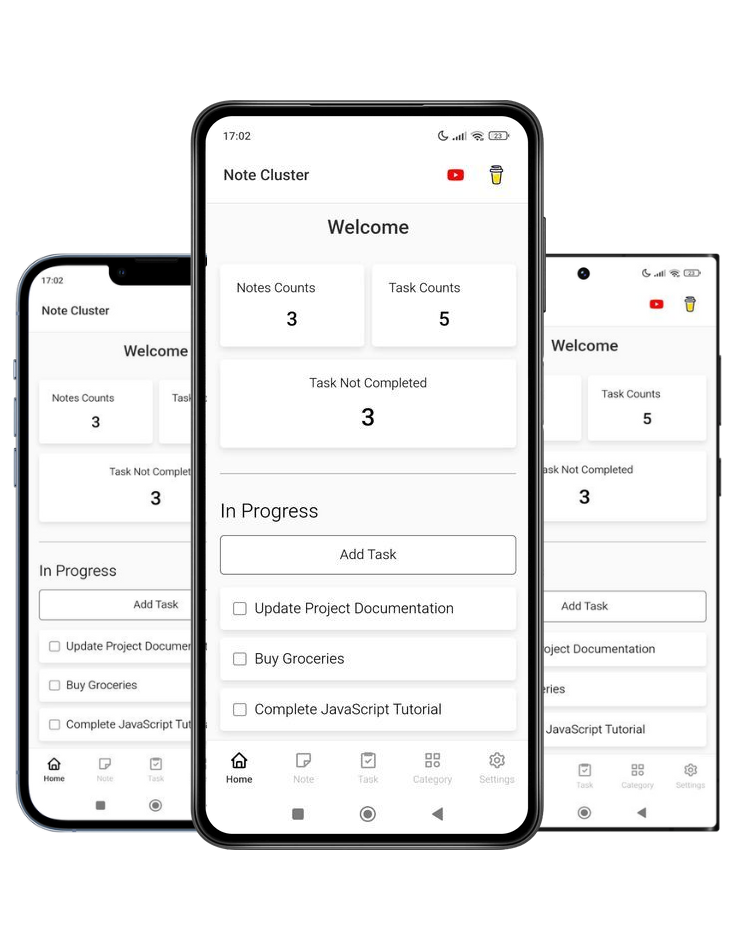 17:02
23
Note Cluster
Welcome
Notes Counts
3
Task Counts
5
Task Not Completed
3
In Progress
Add Task
Update Project Documentation
Buy Groceries
Complete JavaScript Tutorial
Home
Note
Task
Category
Settings
17:02
Note Cluster
Welcome
Notes Counts
3
Task
Task Not Complet
3
In Progress
Add Task
Update Project Documen
Buy Groceries
Complete JavaScript Tut
Home
Note
Task
23
Welcome
Task Counts
5
ask Not Completed
3
Add Task
oject Documentation
eries
JavaScript Tutorial
Task
Category
Settings